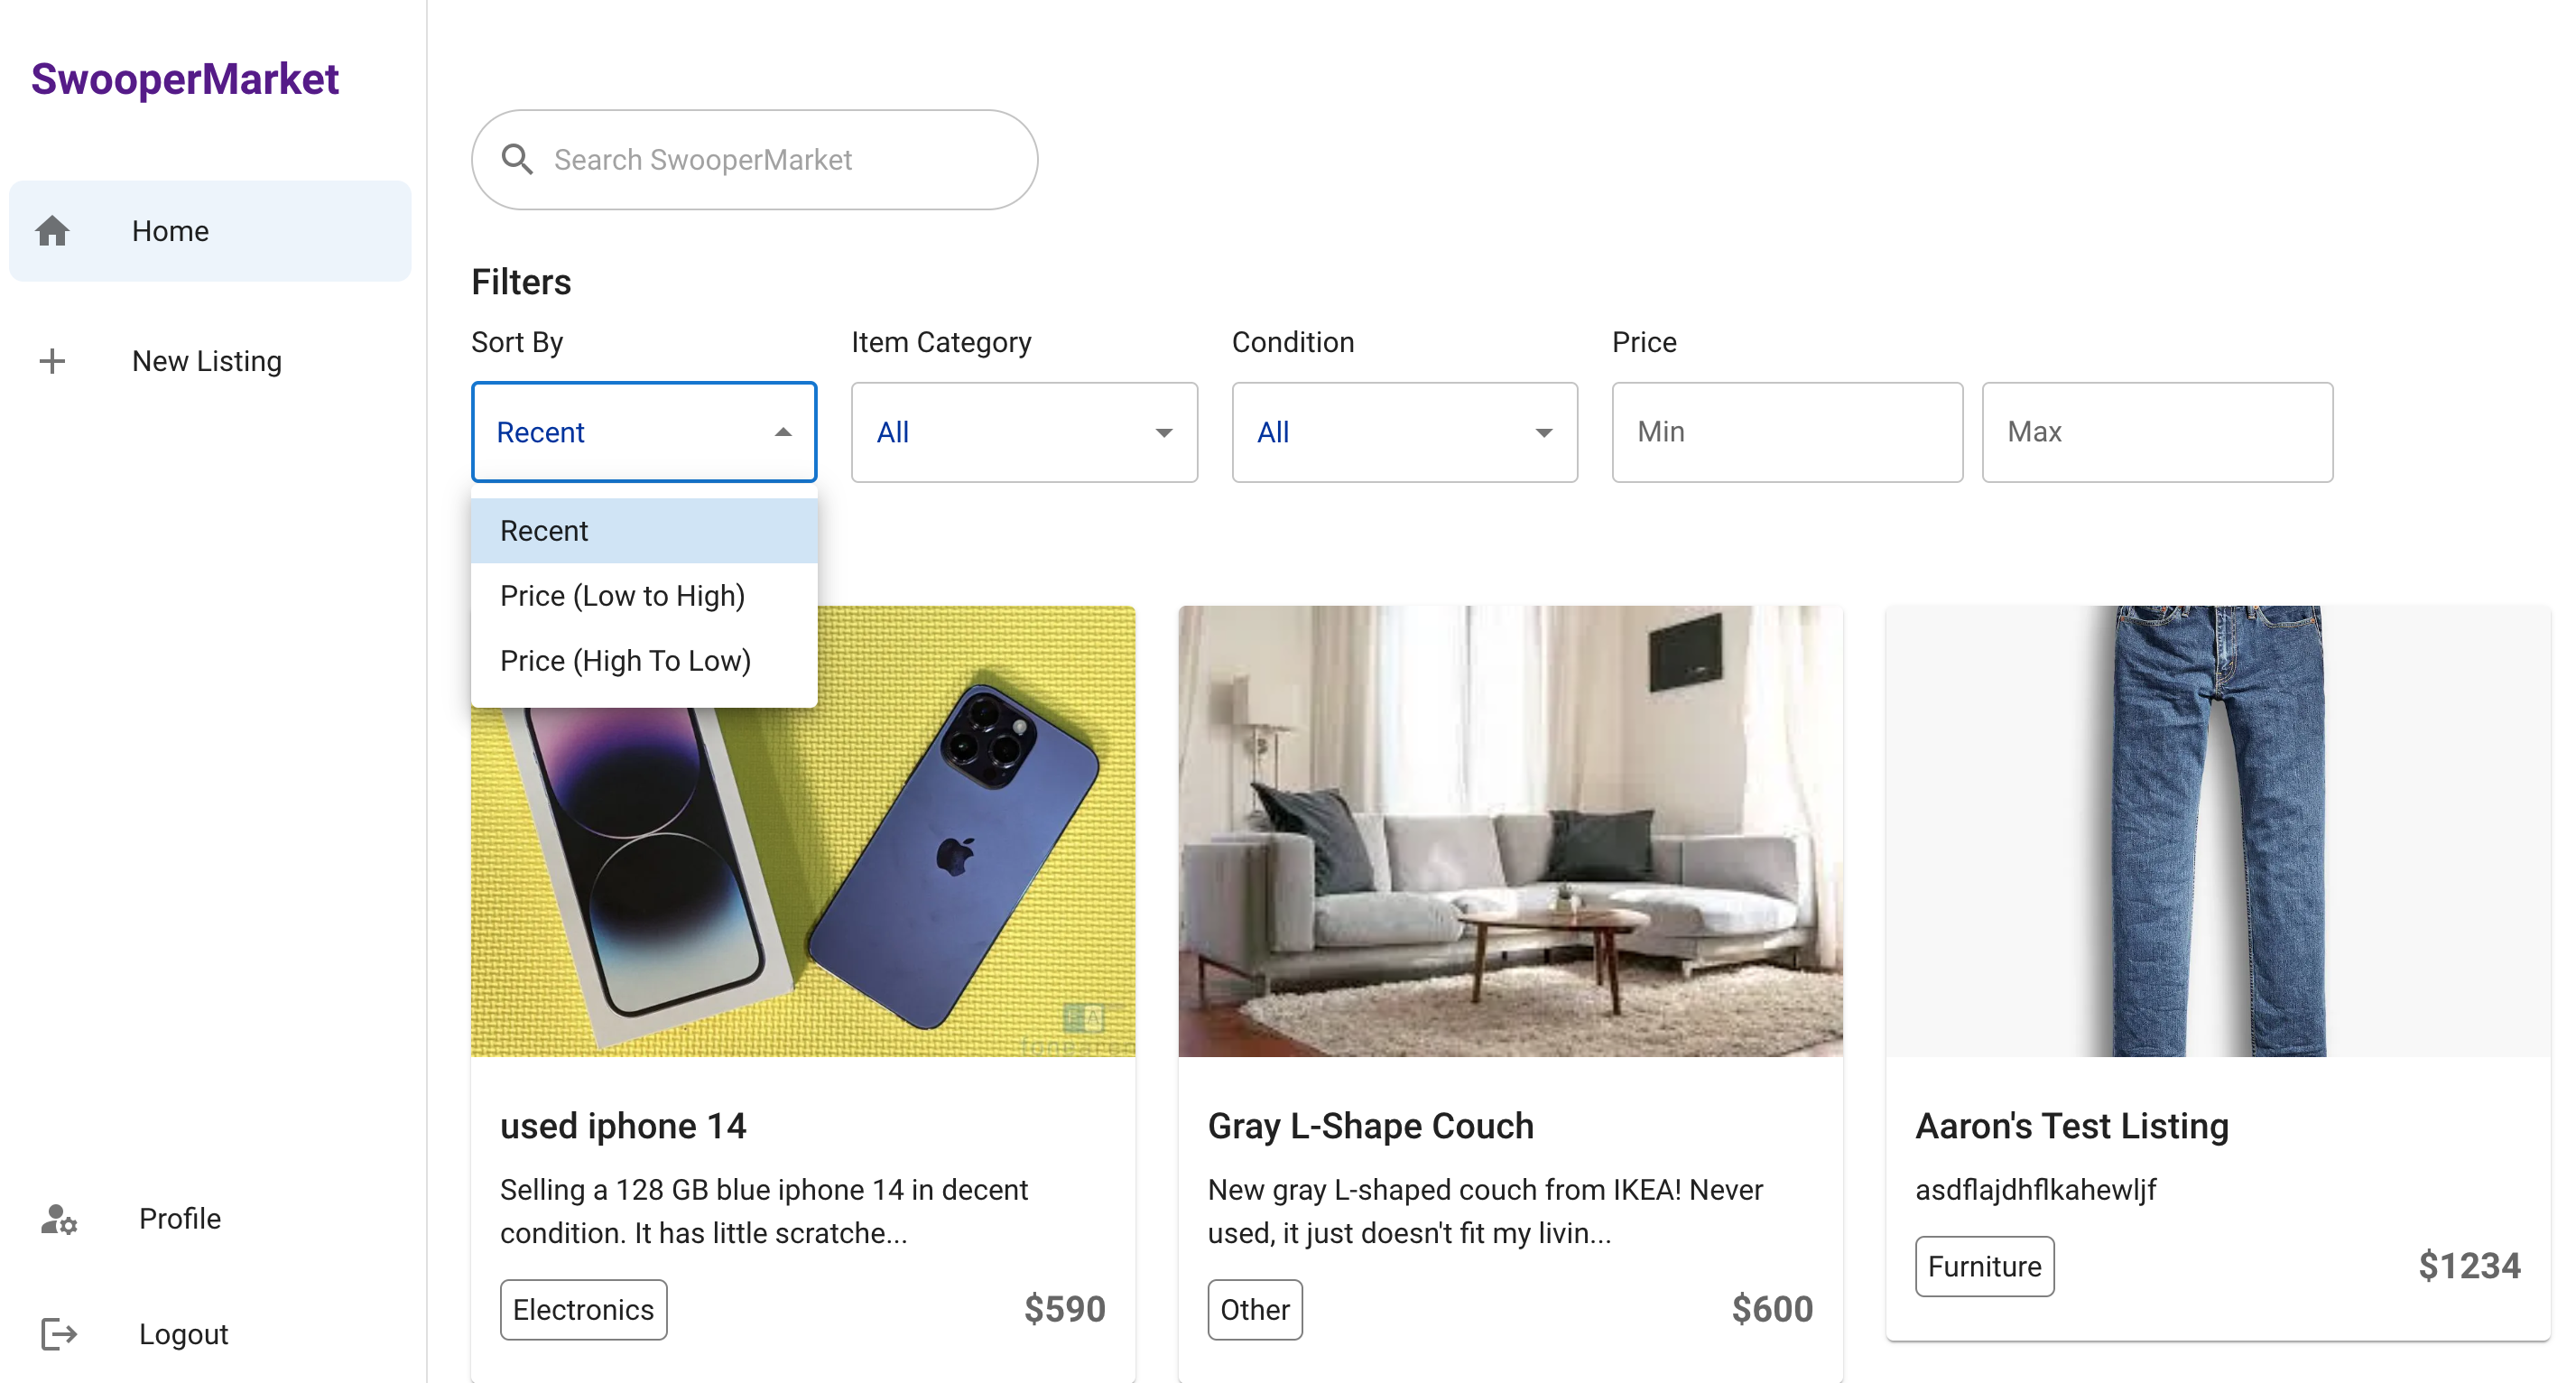 SwooperMarket
Home
New Listing
Profile
Logout
Search SwooperMarket
Filters
Sort By
Item Category
Condition
Price
Recent
All
All
Min
Max
Recent
Price (Low to High)
Price (High To Low)
used iphone 14
Selling a 128 GB blue iphone 14 in decent
condition. It has little scratche...
Electronics
$590
Gray L-Shape Couch
New gray L-shaped couch from IKEA! Never
used, it just doesn't fit my livin...
Other
$600
Aaron's Test Listing
asdflajdhflkahewljf
Furniture
$1234